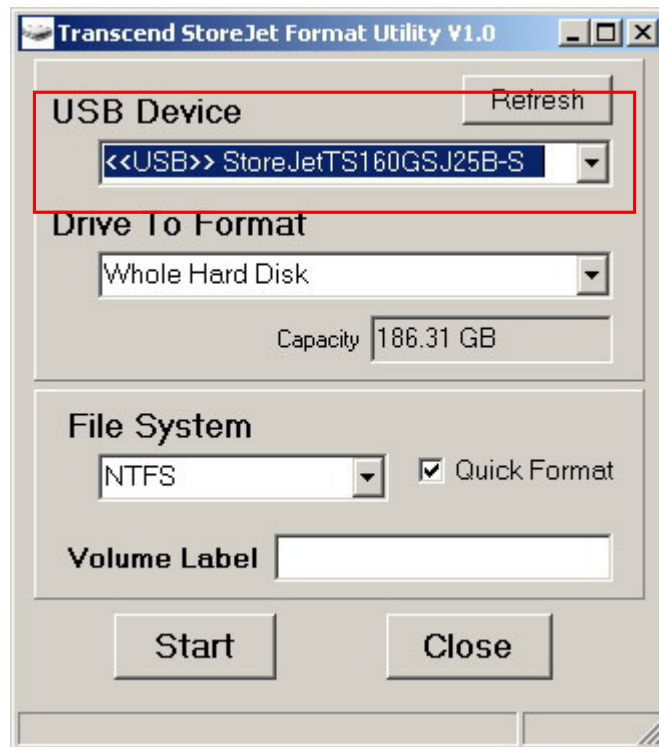 Transcend StoreJet Format Utility V1.0
Refresh
USB Device
<<USB>> StoreJetTS160GSJ25B-S
Drive To Format
Whole Hard Disk
Capacity 186.31 GB
File System
NTFS
Quick Format
Volume Label
Start Close